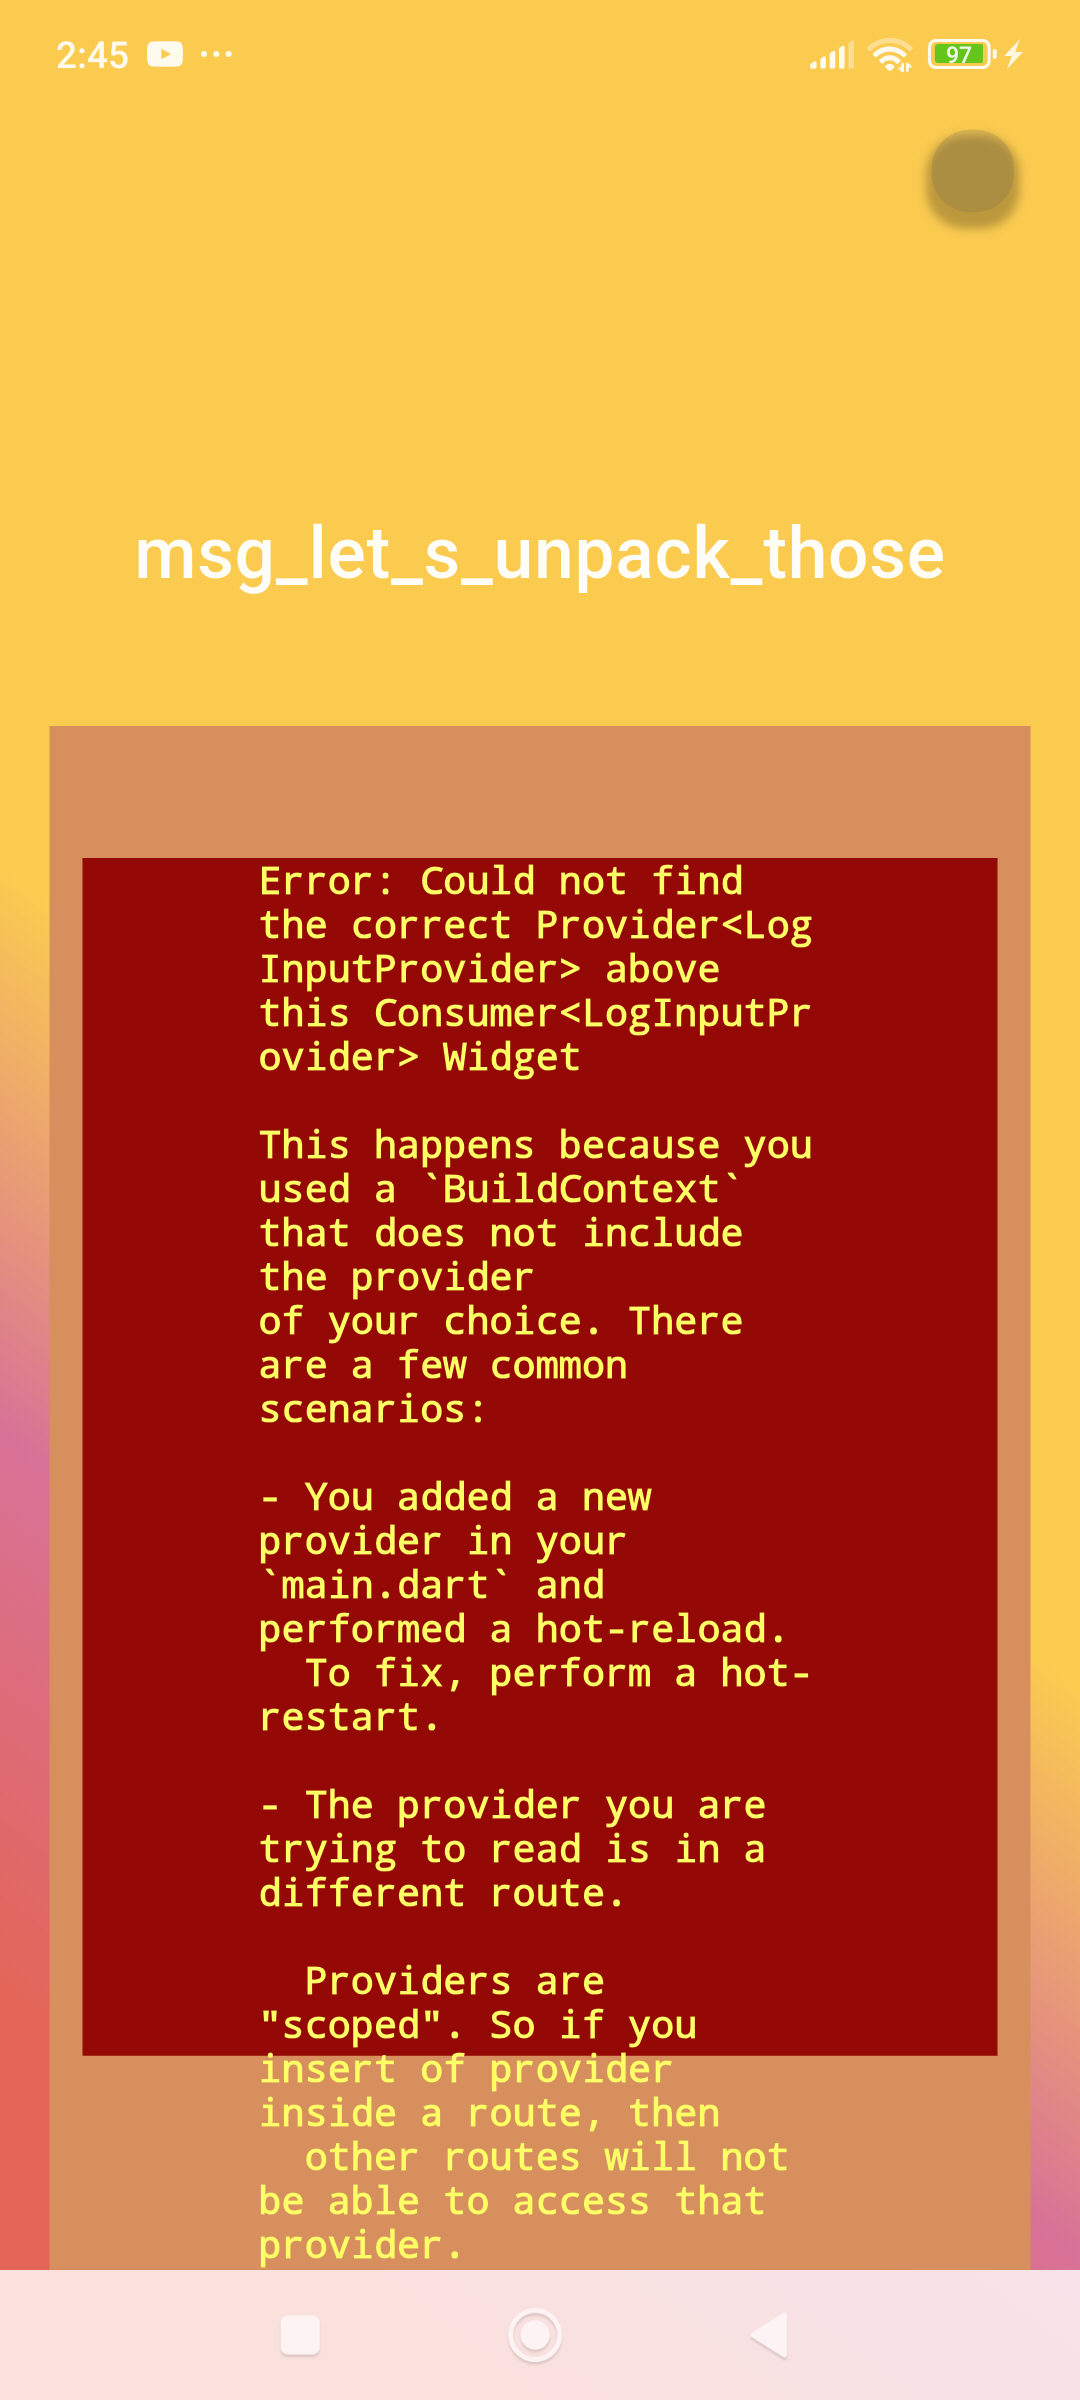 2:45
97
msg_let_s_unpack_those
Error: Could not find
the correct Provider<Log
InputProvider> above
this Consumer<LogInputPr
ovider> Widget
This happens because you
used a `BuildContext`
that does not include
the provider
of your choice. There
are a few common
scenarios:
- You added a new
provider in your
`main.dart` and
performed a hot-reload.
To fix, perform a hot-
restart.
- The provider you are
trying to read is in a
different route.
Providers are
"scoped". So if you
insert of provider
inside a route, then
other routes will not
be able to access that
provider.